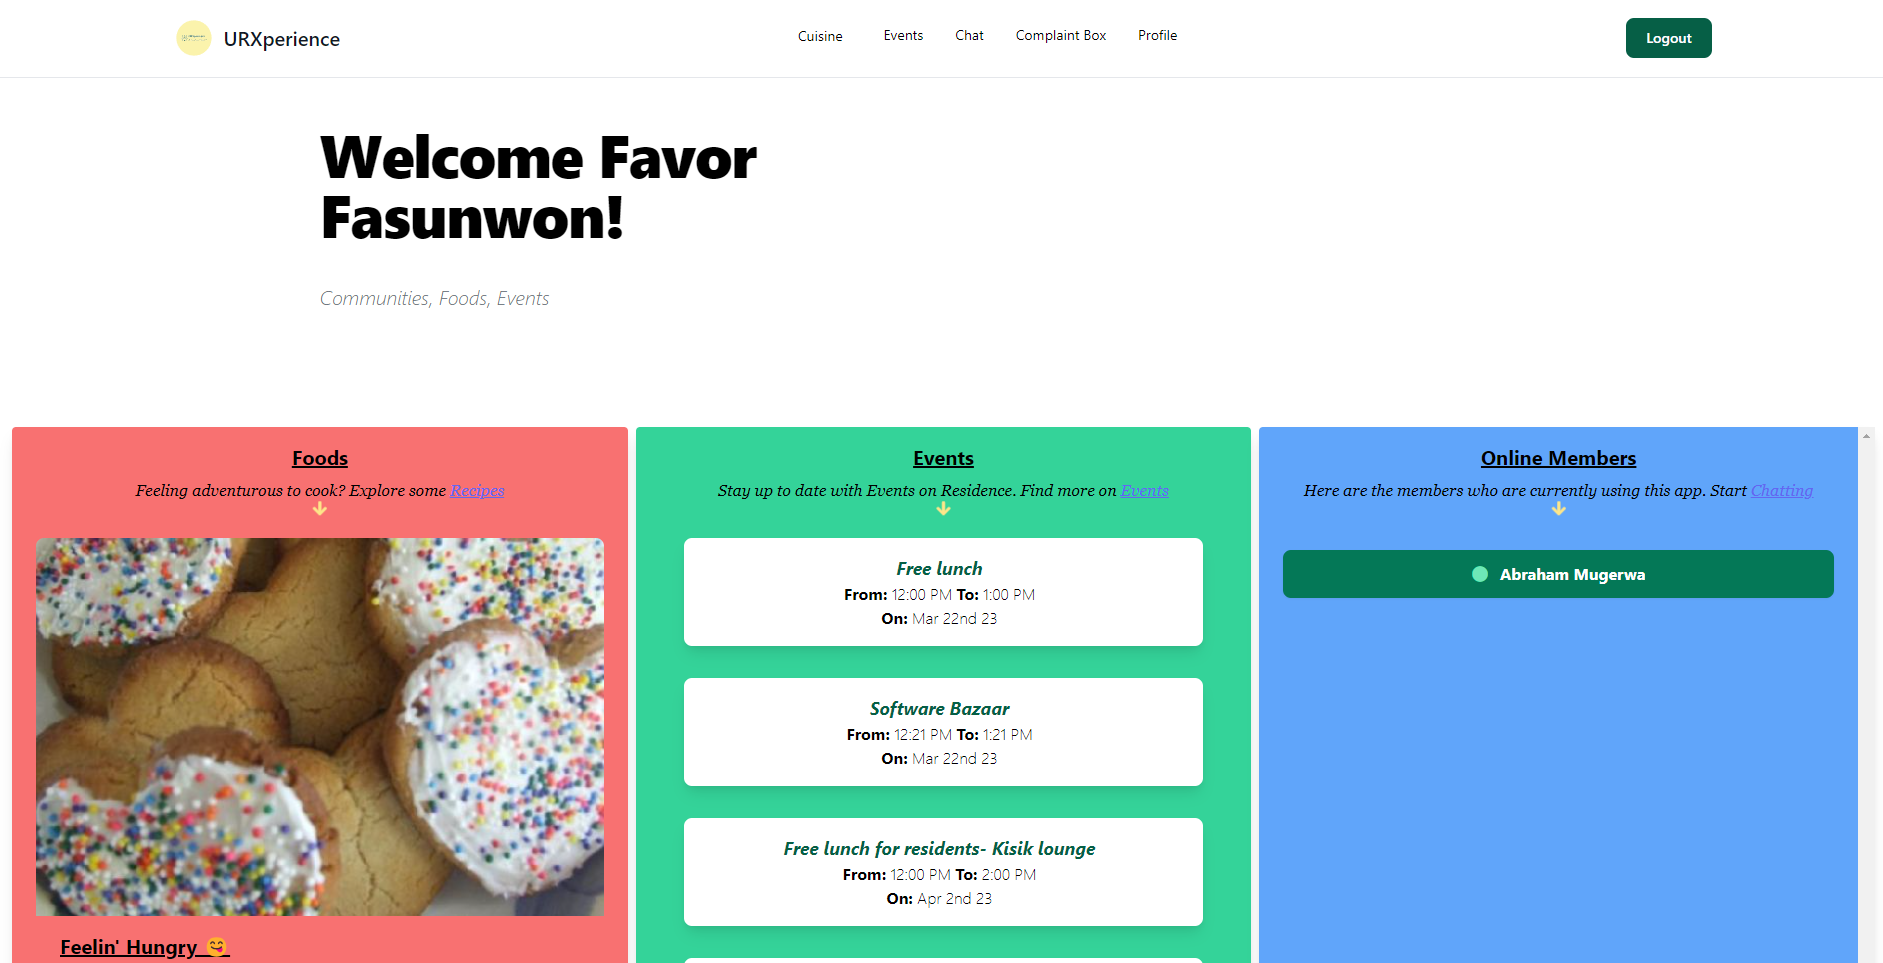 URXperience
Cuisine
Events
Chat
Complaint Box
Profile
Logout
Welcome Favor
Fasunwon!
Communities, Foods, Events
Foods
Feeling adventurous to cook? Explore some Recipes
Feelin' Hungry 😋
Events
Stay up to date with Events on Residence. Find more on Events
Free lunch
From: 12:00 PM To: 1:00 PM
On: Mar 22nd 23
Software Bazaar
From: 12:21 PM To: 1:21 PM
On: Mar 22nd 23
Free lunch for residents- Kisik lounge
From: 12:00 PM To: 2:00 PM
On: Apr 2nd 23
Online Members
Here are the members who are currently using this app. Start Chatting
Abraham Mugerwa